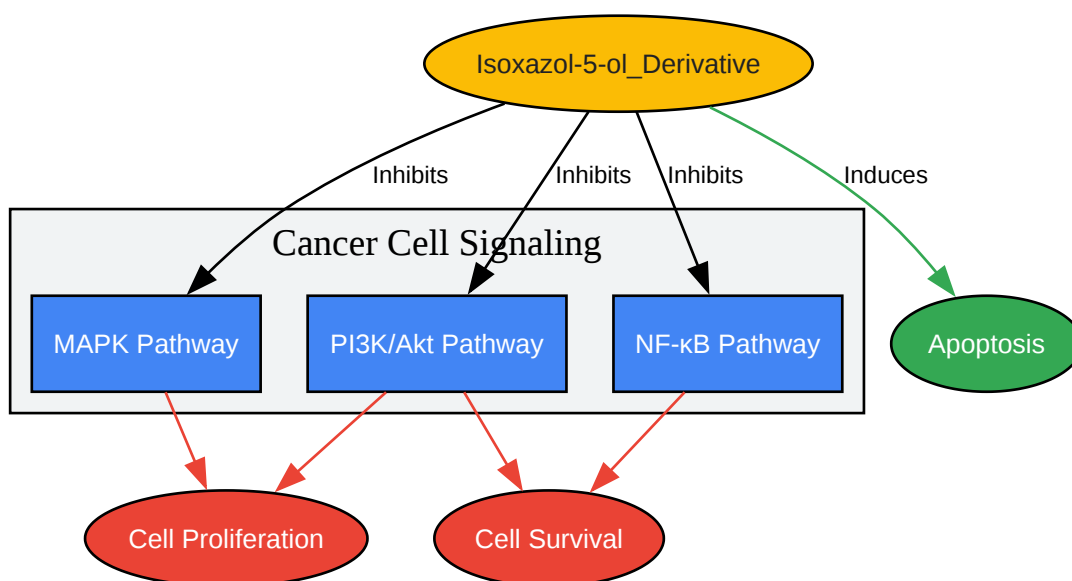 Isoxazol-5-ol_Derivative
Inhibits
Inhibits
Inhibits
Induces
Cancer Cell Signaling
MAPK Pathway
PI3K/Akt Pathway
NF-κB Pathway
Apoptosis
Cell Proliferation
Cell Survival